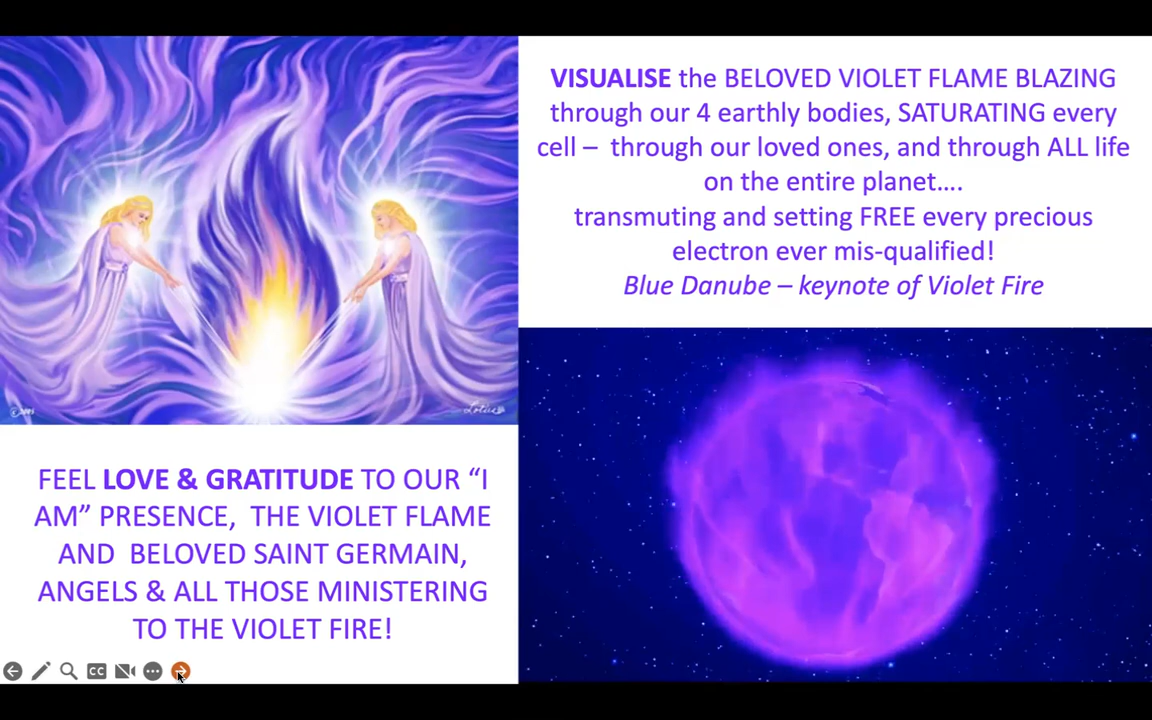 VISUALISE the BELOVED VIOLET FLAME BLAZING
through our 4 earthly bodies, SATURATING every
cell – through our loved ones, and through ALL life
on the entire planet....
transmuting and setting FREE every precious
electron ever mis-qualified!
Blue Danube – keynote of Violet Fire
FEEL LOVE & GRATITUDE TO OUR “I
AM” PRESENCE, THE VIOLET FLAME
AND BELOVED SAINT GERMAIN,
ANGELS & ALL THOSE MINISTERING
TO THE VIOLET FIRE!
CC